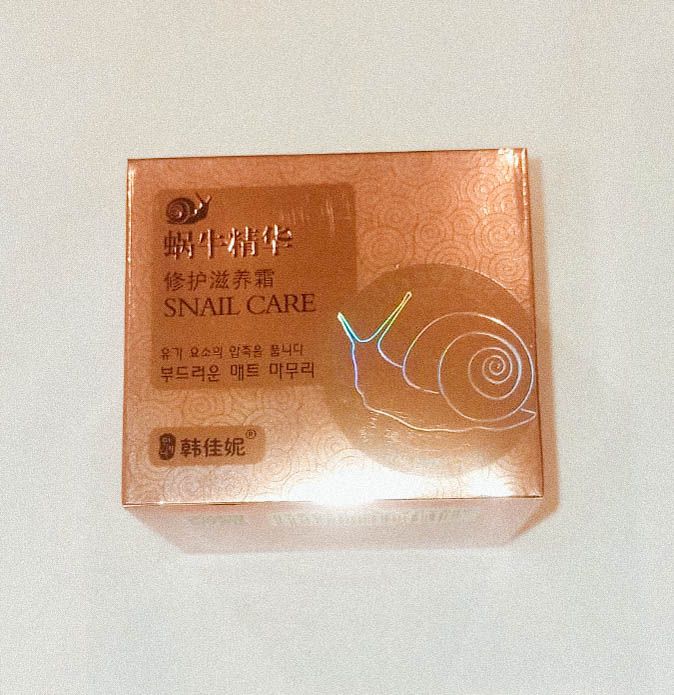 蜗牛精华
修护滋养霜
SNAIL CARE
유기 요소의 압축을 풉니다
부드러운 매트 마무리
韩佳妮®